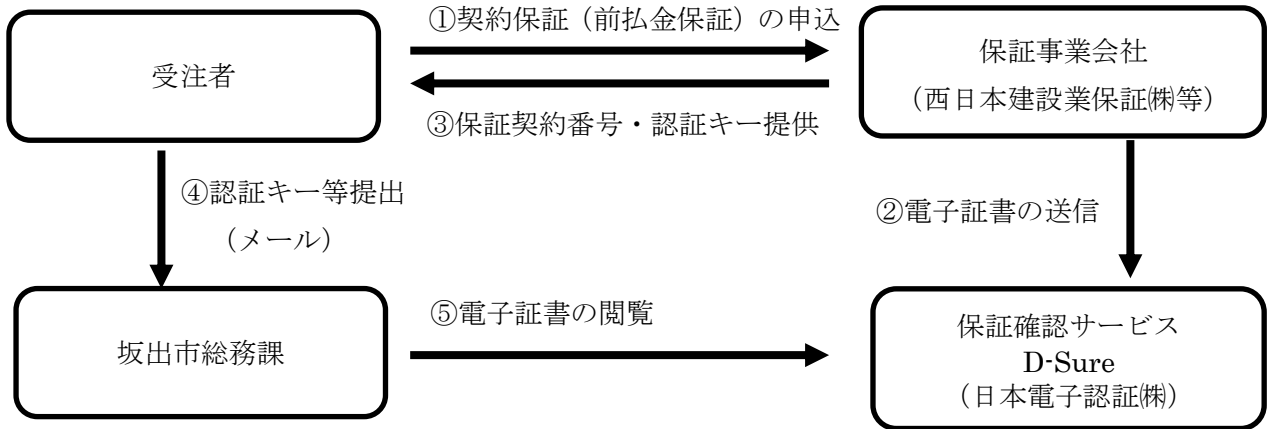 ①契約保証（前払金保証）の申込
受注者
保証事業会社
（西日本建設業保証㈱等）
③保証契約番号・認証キー提供
④認証キー等提出
（メール）
②電子証書の送信
⑤電子証書の閲覧
坂出市総務課
保証確認サービス
D-Sure
（日本電子認証㈱）